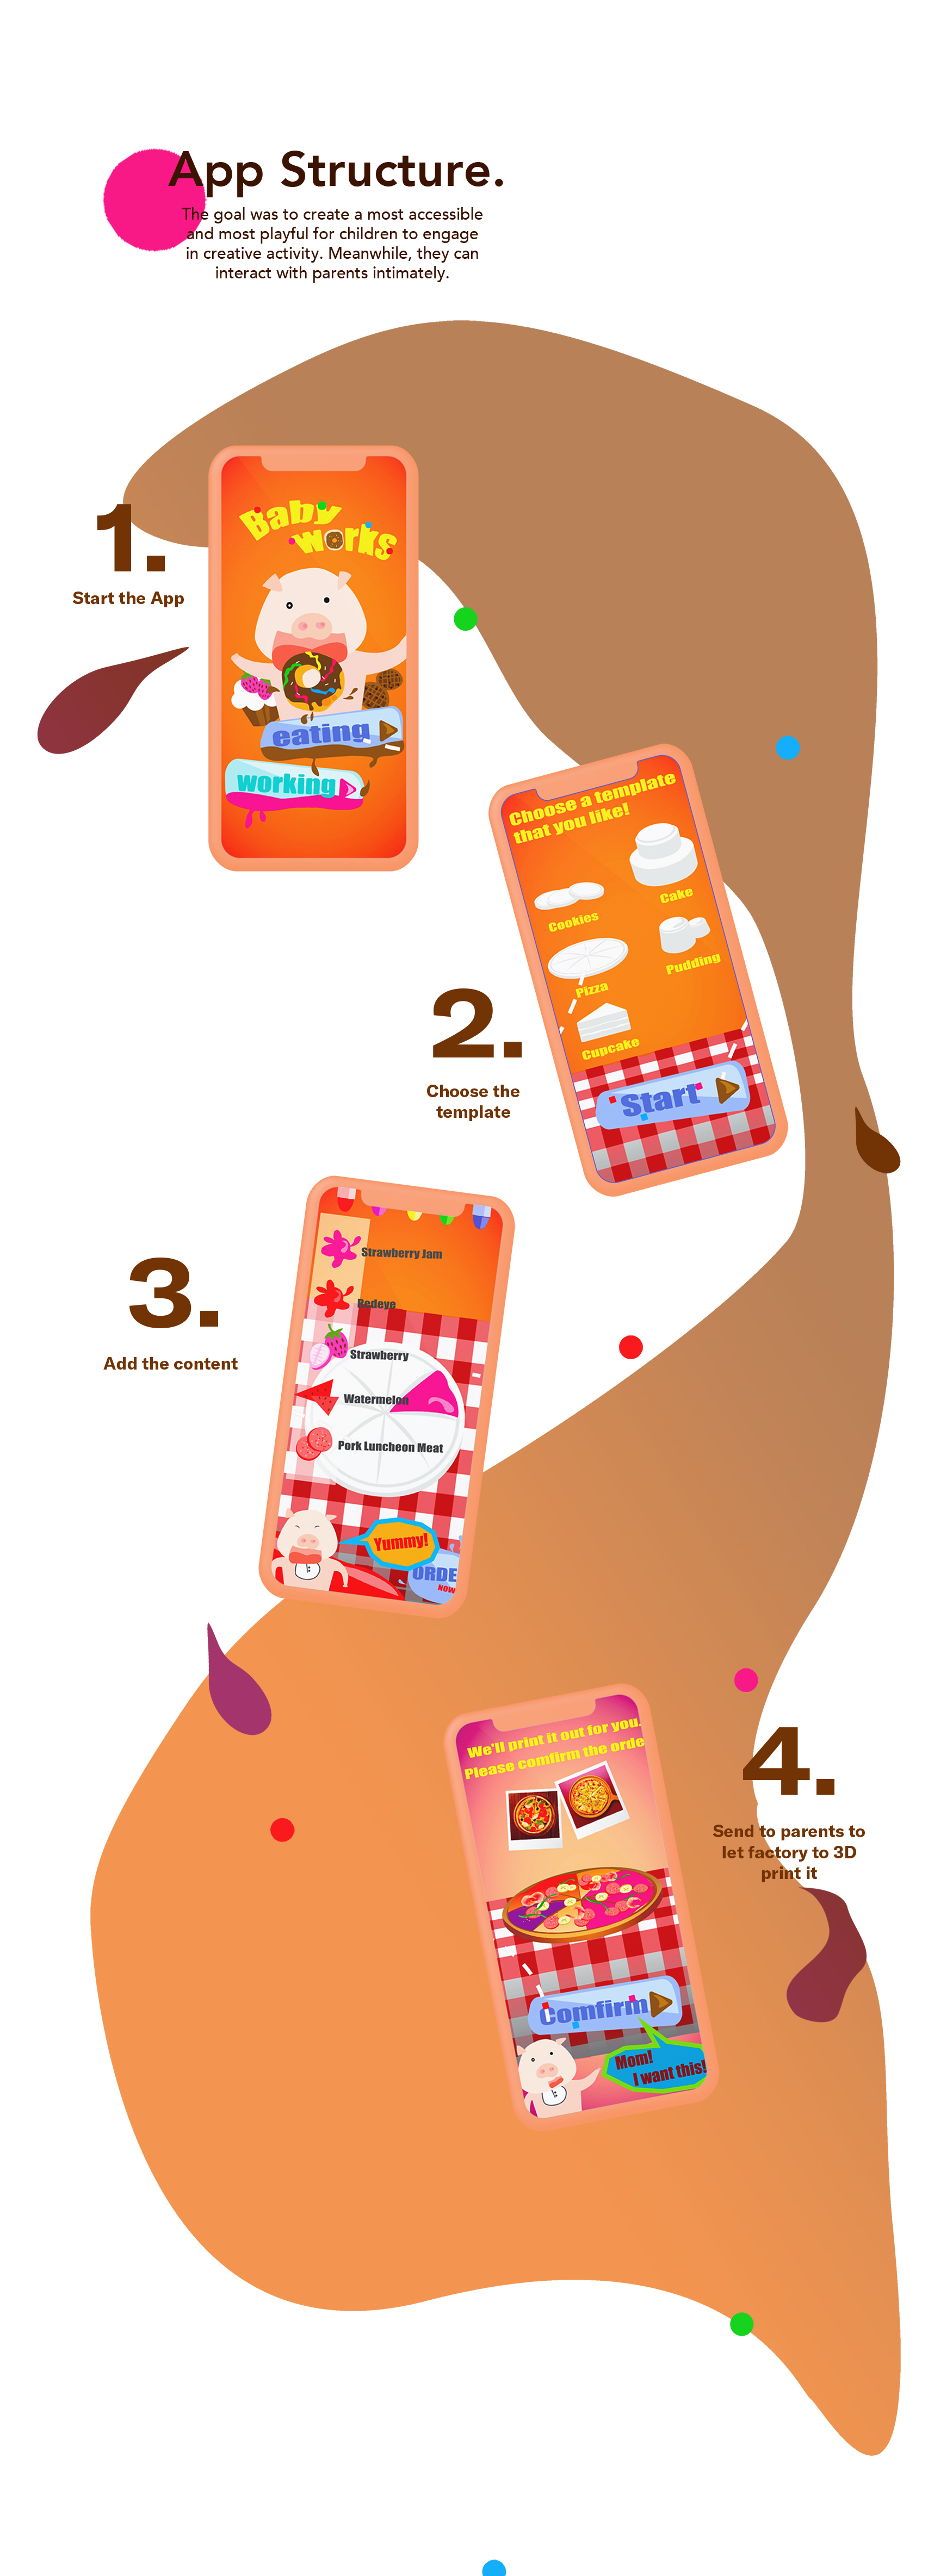 App Structure.
The goal was to create a most accessible
and most playful for children to engage
in creative activity. Meanwhile, they can
interact with parents intimately.
1.
Start the App
Baby
works
eating
working
2.
Choose the
template
Choose a template
that you like!
Cake
Cookies
Pudding
Pizza
Cupcake
Start
3.
Add the content
Strawberry Jam
Redeye
Strawberry
Watermelon
Pork Luncheon Meat
Yummy!
ORDE
NOW
4.
Send to parents to
let factory to 3D
print it
We'll print it out for you.
Please comfirm the orde
Comfirm
Mom!
I want this!